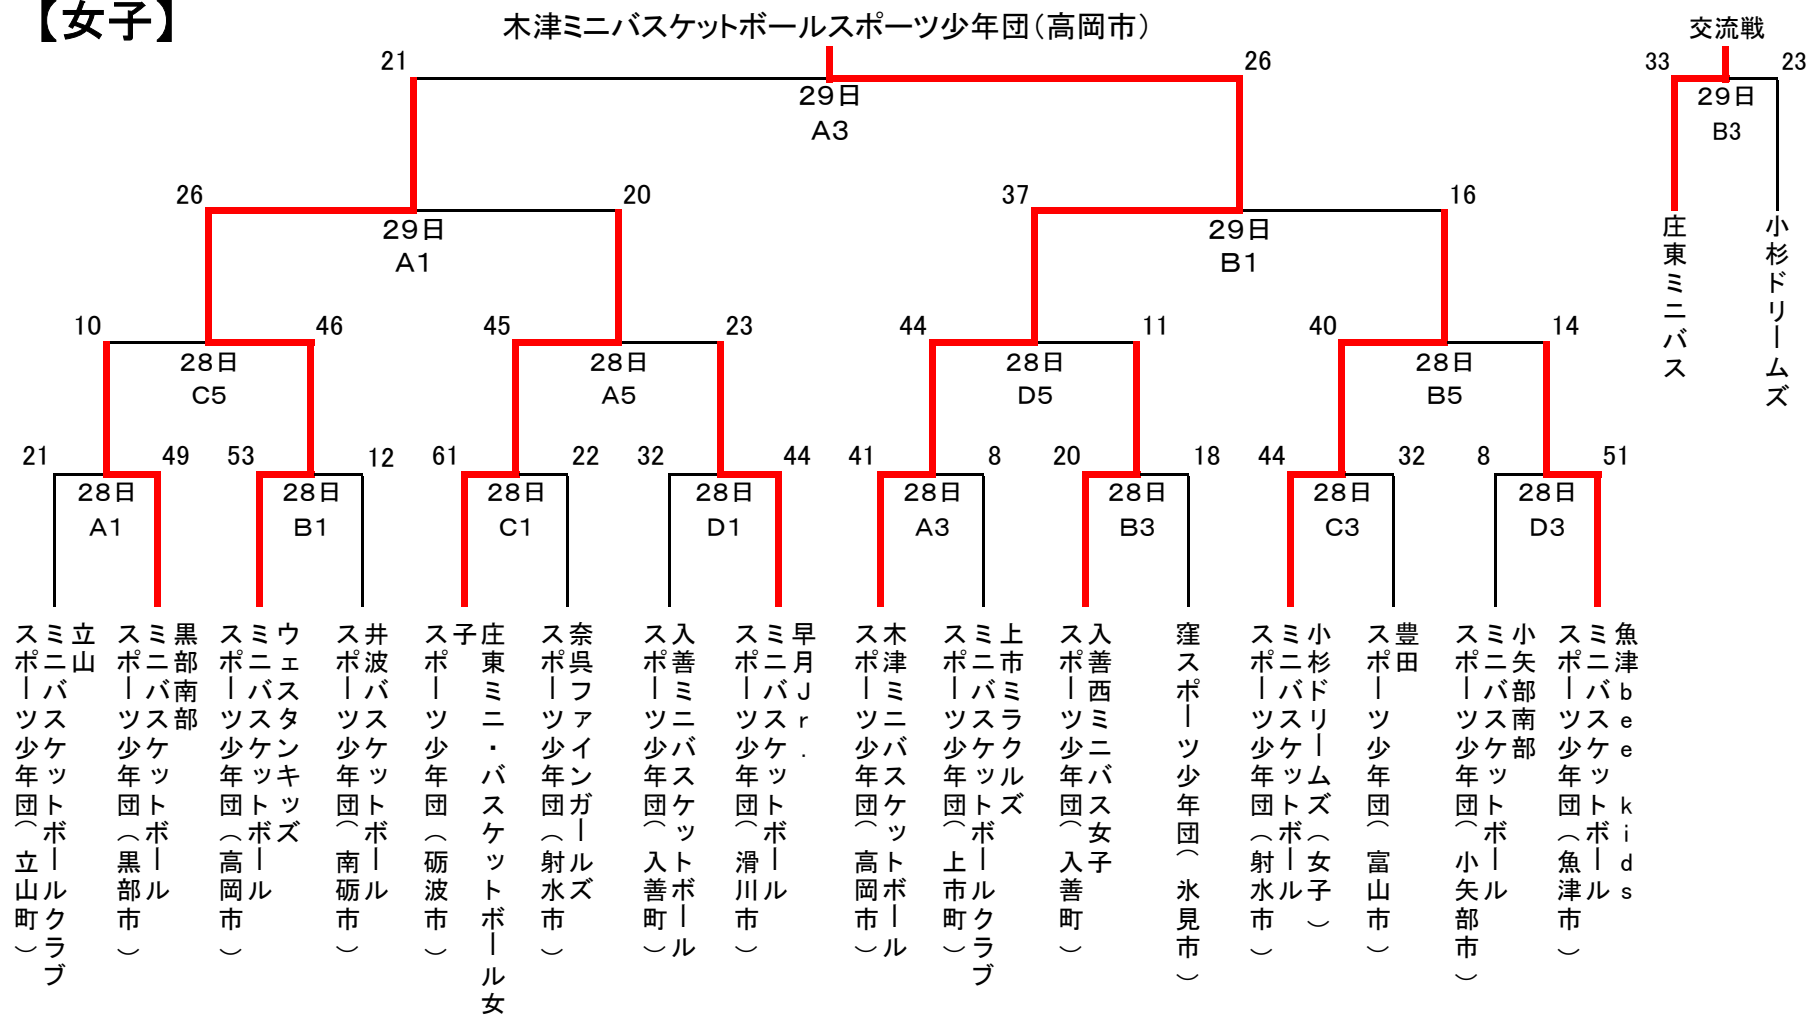 【女子】
木津ミニバスケットボールスポーツ少年団(高岡市)
交流戦
21
26
33
23
29日
A3
29日
B3
26
20
37
16
29日
A1
29日
B1
庄東ミニバス
小杉ドリームズ
10
46
45
23
44
11
40
14
28日
C5
28日
A5
28日
D5
28日
B5
21
49
53
12
61
22
32
44
41
8
20
18
44
32
8
51
28日
A1
28日
B1
28日
C1
28日
D1
28日
A3
28日
B3
28日
C3
28日
D3
立山
ミニバスケットボールクラブ
スポーツ少年団(立山町)
黒部南部
ミニバスケットボール
スポーツ少年団(黒部市)
ウェスタンキッズ
ミニバスケットボール
スポーツ少年団(高岡市)
井波バスケットボール
スポーツ少年団(南砺市)
庄東ミニ・バスケットボール女
子
スポーツ少年団(砺波市)
奈呉ファインガールズ
スポーツ少年団(射水市)
入善ミニバスケットボール
スポーツ少年団(入善町)
早月Jr.
ミニバスケットボール
スポーツ少年団(滑川市)
木津ミニバスケットボール
スポーツ少年団(高岡市)
上市ミラクルズ
ミニバスケットボールクラブ
スポーツ少年団(上市町)
入善西ミニバス女子
スポーツ少年団(入善町)
窪スポーツ少年団(氷見市)
小杉ドリームズ(女子)
ミニバスケットボール
スポーツ少年団(射水市)
豊田
スポーツ少年団(富山市)
小矢部南部
ミニバスケットボール
スポーツ少年団(小矢部市)
魚津bee kids
ミニバスケットボール
スポーツ少年団(魚津市)